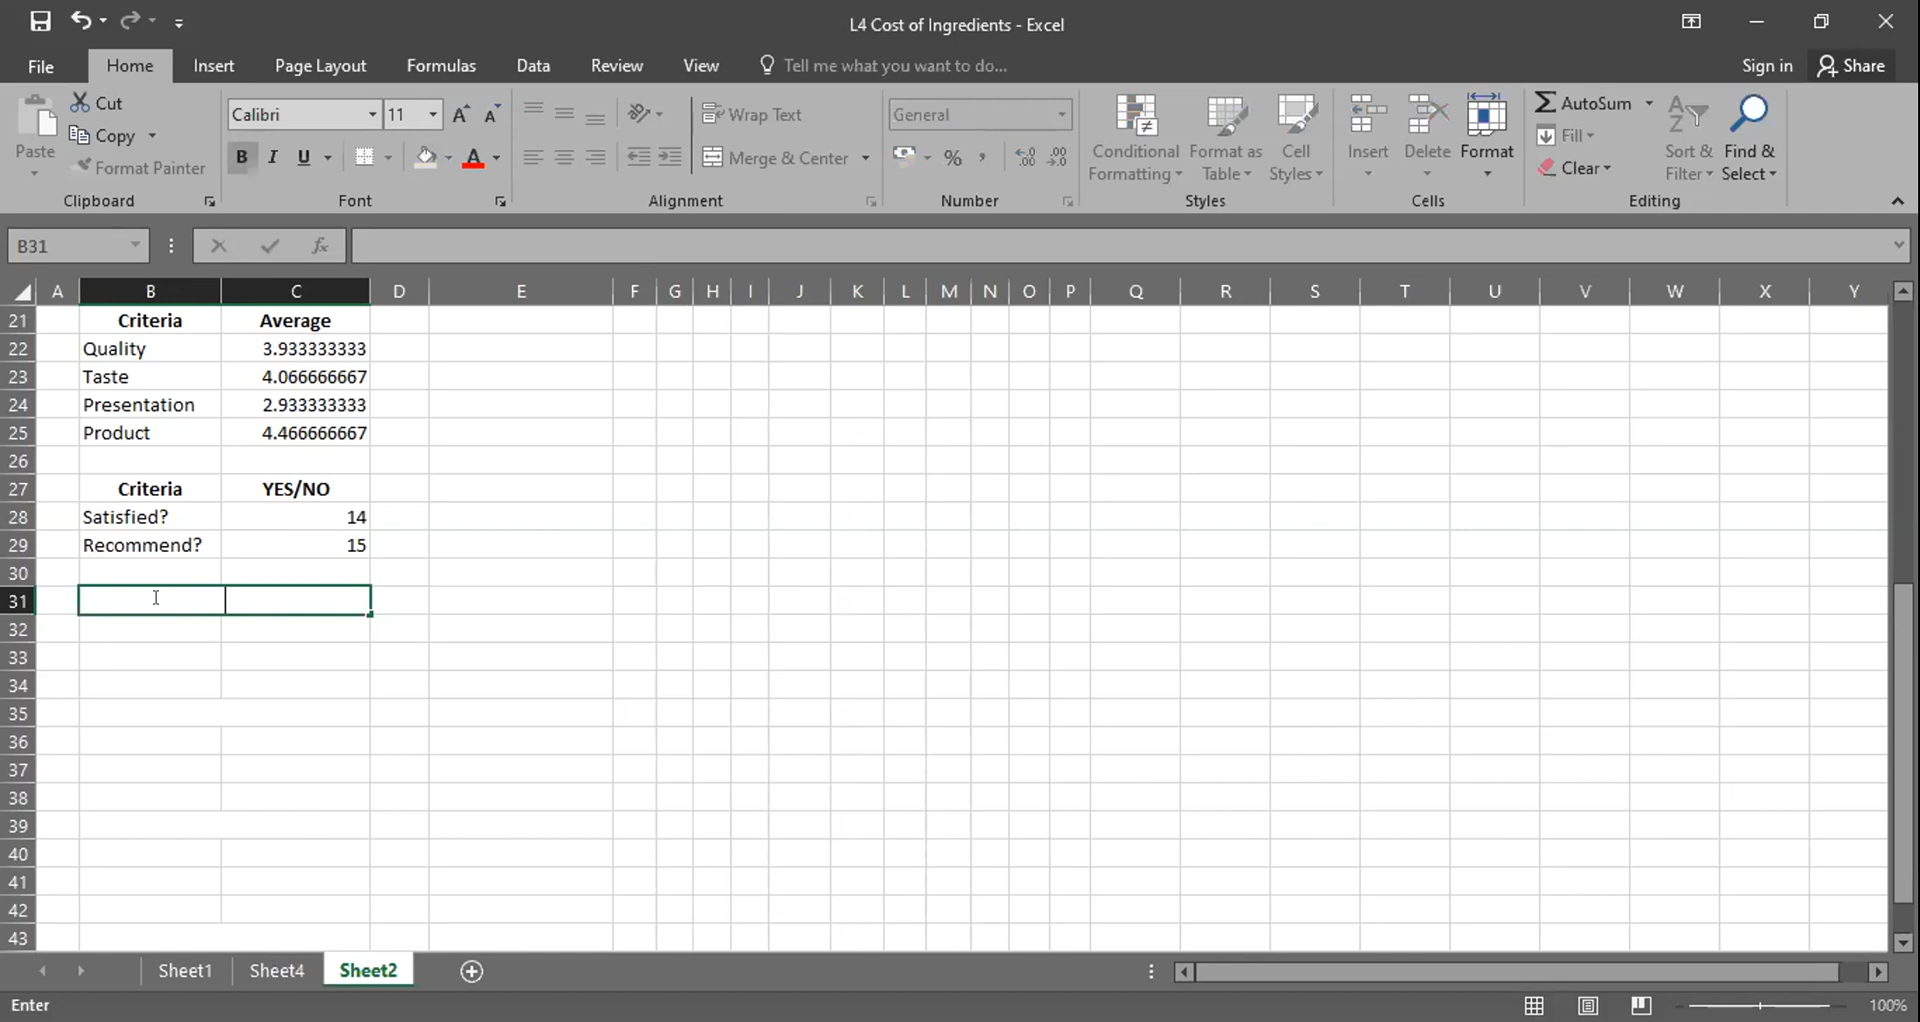 L4 Cost of Ingredients - Excel
File Home Insert Page Layout Formulas Data Review View Tell me what you want to do... Sign in Share
Paste
Cut
Copy
Format Painter
Clipboard
Calibri 11
B I U
Font
Wrap Text
Merge & Center
Alignment
General
%
Number
Conditional Formatting
Format as Table
Cell Styles
Styles
Insert Delete Format
Cells
AutoSum
Fill
Clear
Sort & Filter
Find & Select
Editing
B31 fx
A B C D E F G H I J K L M N O P Q R S T U V W X Y
21 Criteria Average
22 Quality 3.933333333
23 Taste 4.066666667
24 Presentation 2.933333333
25 Product 4.466666667
26
27 Criteria YES/NO
28 Satisfied? 14
29 Recommend? 15
30
31
32
33
34
35
36
37
38
39
40
41
42
43
Sheet1 Sheet4 Sheet2
Enter 100%